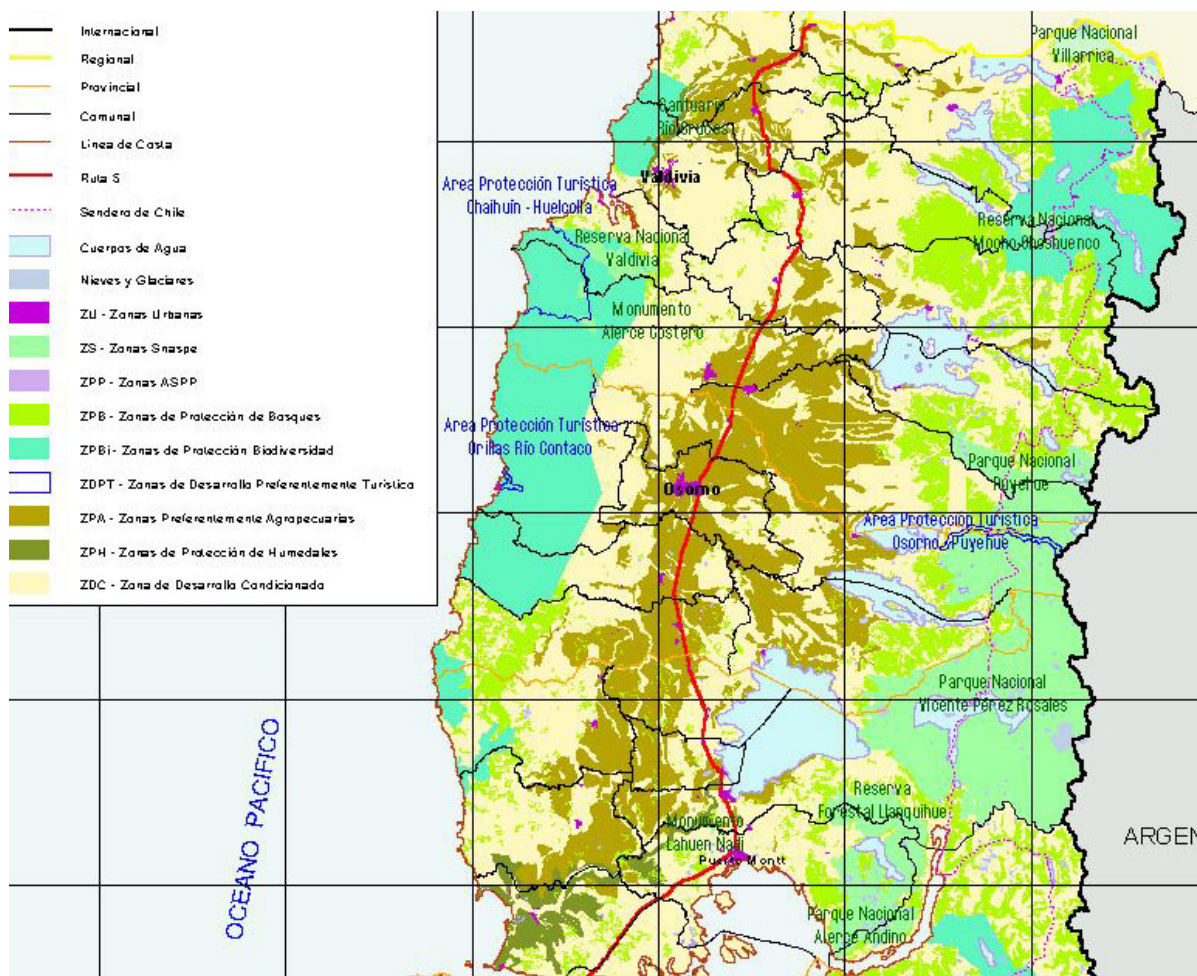 Internacional
Regional
Provincial
Comunal
Línea de Costa
Ruta 5
Sendero de Chile
Cuerpos de Agua
Nieves y Glaciares
ZU - Zonas Urbanas
ZS - Zonas Snaspe
ZPP - Zonas ASPP
ZPB - Zonas de Protección de Bosques
ZPBi - Zonas de Protección Biodiversidad
ZDPT - Zonas de Desarrollo Preferentemente Turístico
ZPA - Zonas Preferentemente Agropecuarias
ZPH - Zonas de Protección de Humedales
ZDC - Zona de Desarrollo Condicionado
Parque Nacional
Villarrica
Santuario
Río Cruces
Valdivia
Area Protección Turística
Chaihuín - Huelcolla
Reserva Nacional
Valdivia
Reserva Nacional
Mocho Choshuenco
Monumento
Alerce Costero
Area Protección Turística
Orillas Río Contaco
Parque Nacional
Puyehue
Osorno
Area Protección Turística
Osorno - Puyehue
Parque Nacional
Vicente Pérez Rosales
Reserva
Forestal Llanquihue
Monumento
Lahuen Nadi
Puerto Montt
Parque Nacional
Alerce Andino
OCEANO PACIFICO
ARGEN